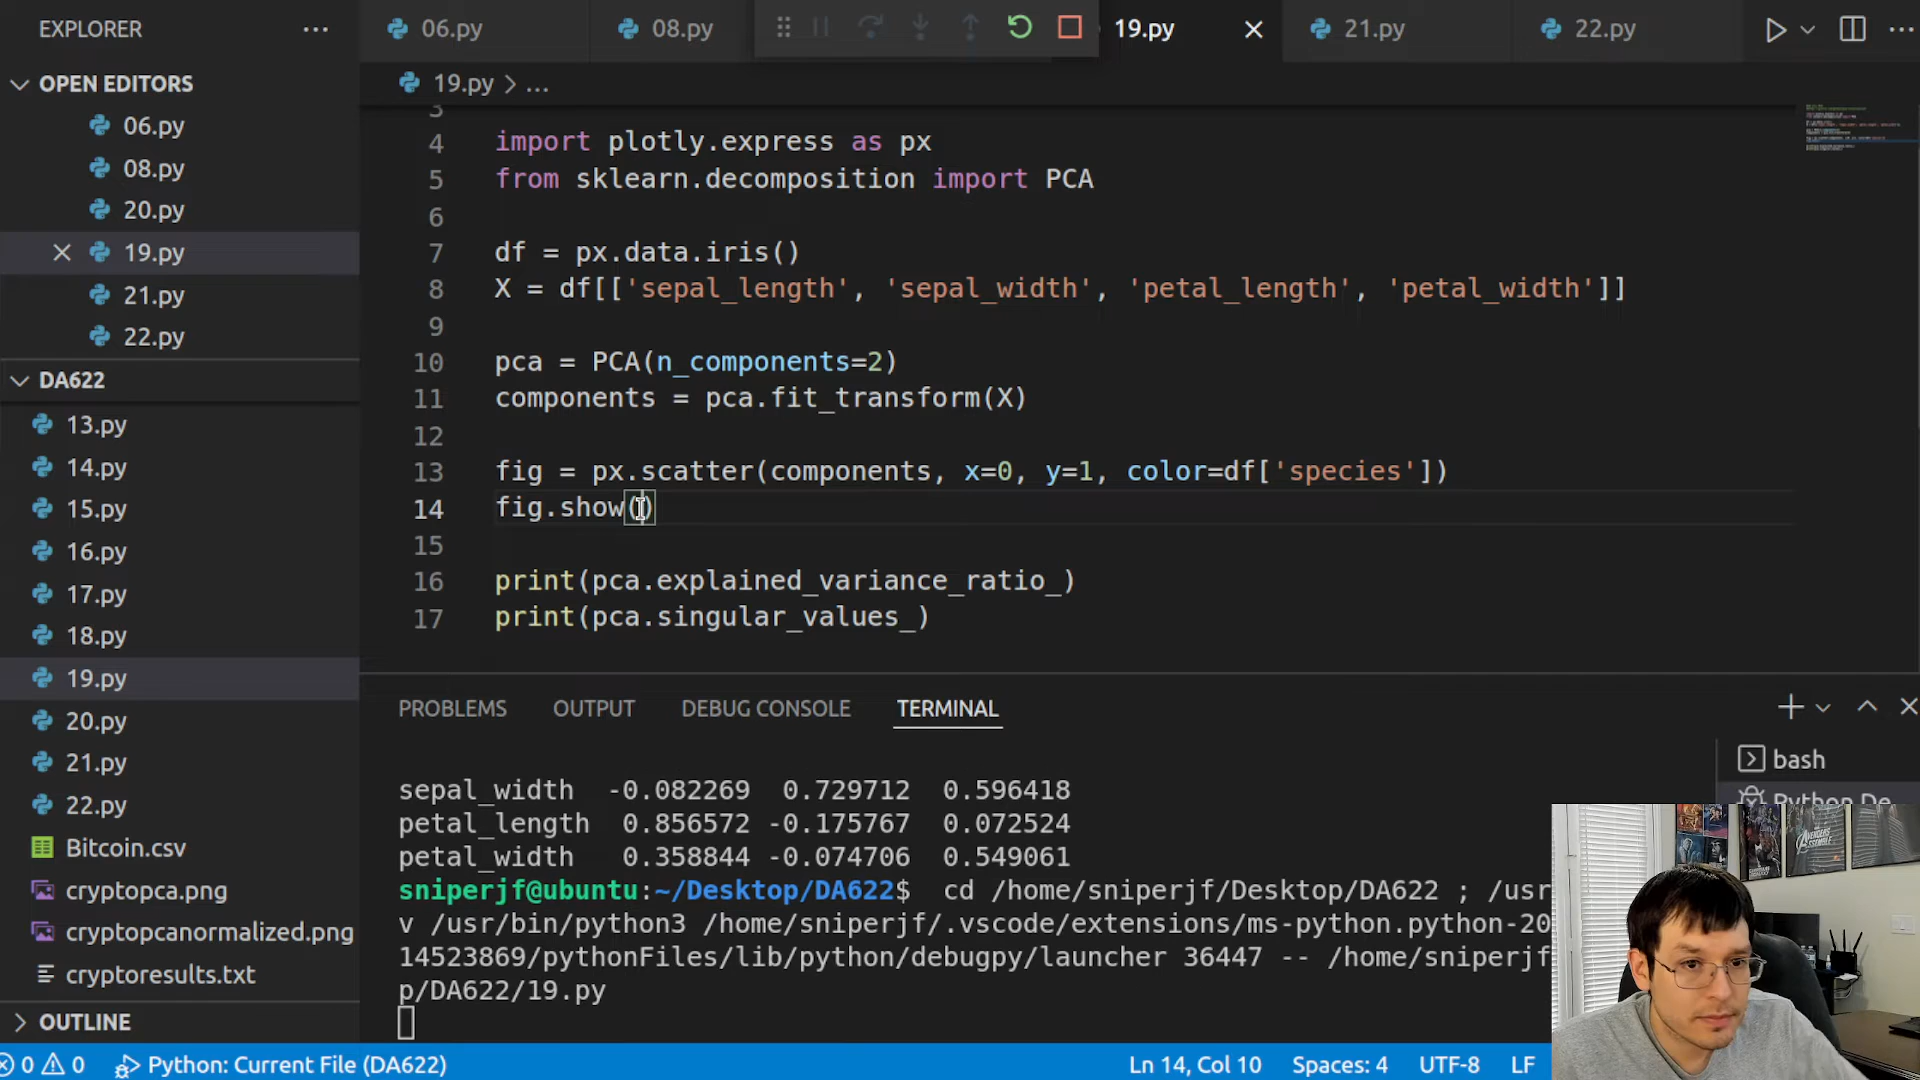 EXPLORER
06.py
08.py
19.py
21.py
22.py
OPEN EDITORS
06.py
08.py
20.py
19.py
21.py
22.py
DA622
13.py
14.py
15.py
16.py
17.py
18.py
19.py
20.py
21.py
22.py
Bitcoin.csv
cryptopca.png
cryptopcanormalized.png
cryptoresults.txt
OUTLINE
19.py > ...
3
4 import plotly.express as px
5 from sklearn.decomposition import PCA
6
7 df = px.data.iris()
8 X = df[['sepal_length', 'sepal_width', 'petal_length', 'petal_width']]
9
10 pca = PCA(n_components=2)
11 components = pca.fit_transform(X)
12
13 fig = px.scatter(components, x=0, y=1, color=df['species'])
14 fig.show()
15
16 print(pca.explained_variance_ratio_)
17 print(pca.singular_values_)
PROBLEMS OUTPUT DEBUG CONSOLE TERMINAL
bash
Python De
sepal_width -0.082269 0.729712 0.596418
petal_length 0.856572 -0.175767 0.072524
petal_width 0.358844 -0.074706 0.549061
sniperjf@ubuntu:~/Desktop/DA622$ cd /home/sniperjf/Desktop/DA622 ; /usr
v /usr/bin/python3 /home/sniperjf/.vscode/extensions/ms-python.python-20
14523869/pythonFiles/lib/python/debugpy/launcher 36447 -- /home/sniperjf
p/DA622/19.py
0 0 Python: Current File (DA622) Ln 14, Col 10 Spaces: 4 UTF-8 LF